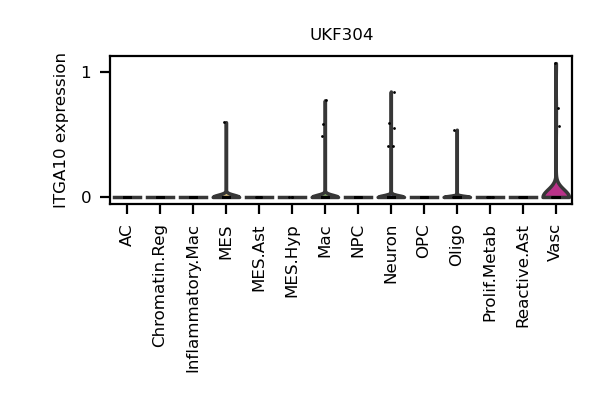 UKF304
ITGA10 expression
1
0
AC
Chromatin.Reg
Inflammatory.Mac
MES
MES.Ast
MES.Hyp
Mac
NPC
Neuron
OPC
Oligo
Prolif.Metab
Reactive.Ast
Vasc